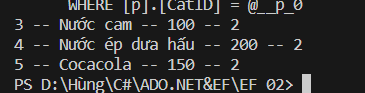 WHERE [p].[CatID] = @__p_0
3 -- Nước cam -- 100 -- 2
4 -- Nước ép dưa hấu -- 200 -- 2
5 -- Cocacola -- 150 -- 2
PS D:\Hùng\C#\ADO.NET&EF\EF 02>